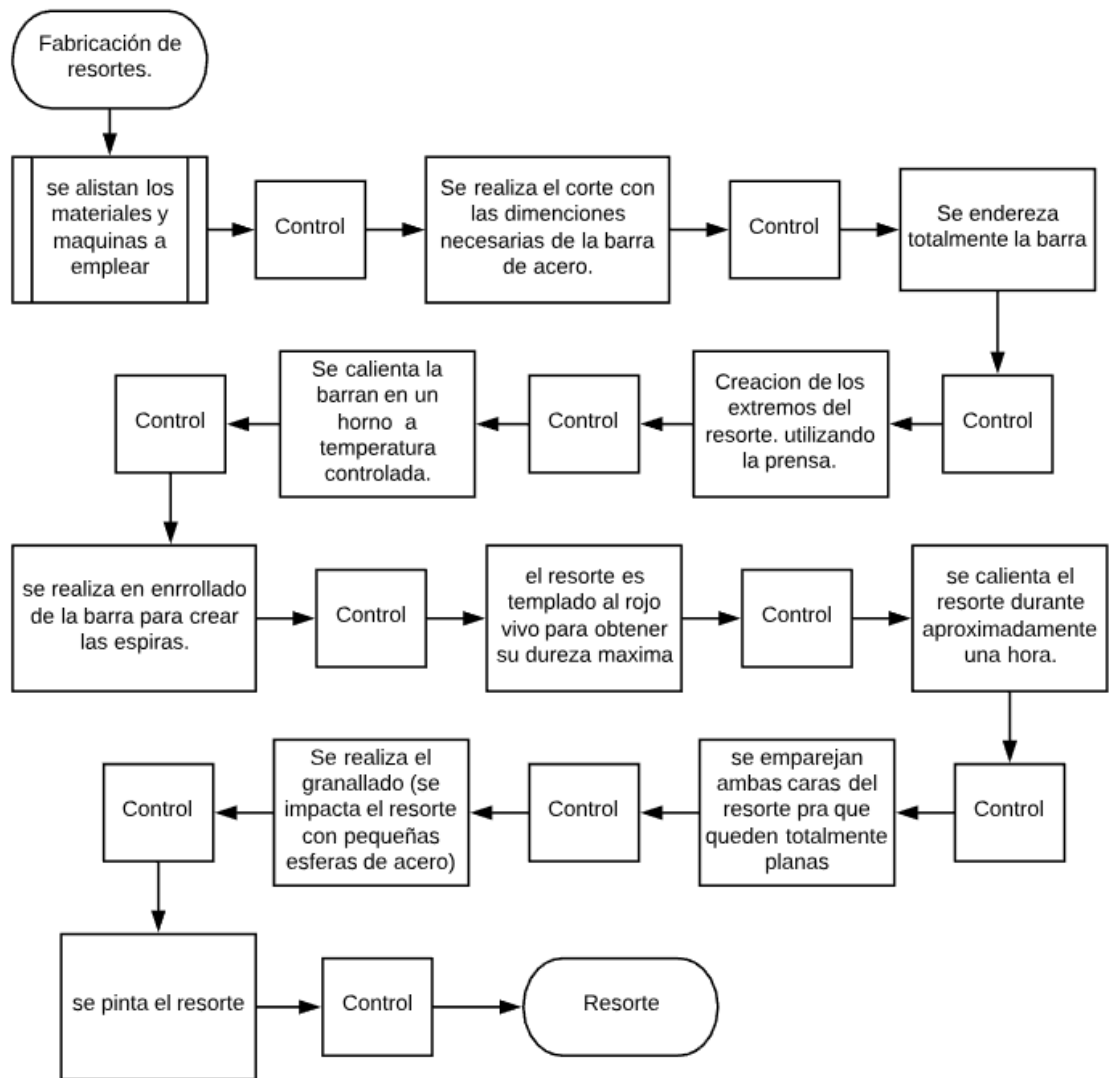 Fabricación de
resortes.
se alistan los
materiales y
maquinas a
emplear
Control
Se realiza el corte con
las dimenciones
necesarias de la barra
de acero.
Control
Se endereza
totalmente la barra
Control
Creacion de los
extremos del
resorte. utilizando
la prensa.
Control
Se calienta la
barran en un
horno a
temperatura
controlada.
Control
se realiza en enrrollado
de la barra para crear
las espiras.
Control
el resorte es
templado al rojo
vivo para obtener
su dureza maxima
Control
se calienta el
resorte durante
aproximadamente
una hora.
Control
se emparejan
ambas caras del
resorte pra que
queden totalmente
planas
Control
Se realiza el
granallado (se
impacta el resorte
con pequeñas
esferas de acero)
Control
se pinta el resorte
Control
Resorte